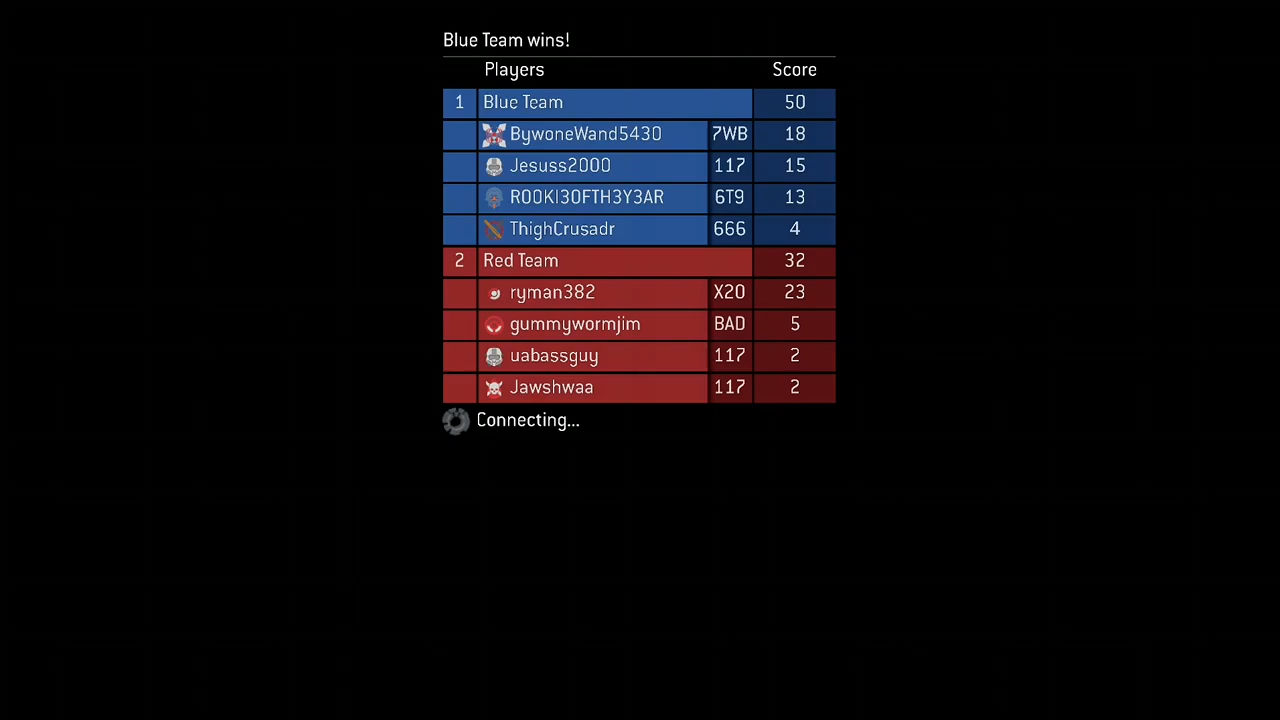 Blue Team wins!
Players Score
1 Blue Team 50
BywoneWand5430 7WB 18
Jesuss2000 117 15
R00KI3OFTH3Y3AR 6T9 13
ThighCrusadr 666 4
2 Red Team 32
ryman382 X20 23
gummywormjim BAD 5
uabassguy 117 2
Jawshwaa 117 2
Connecting...